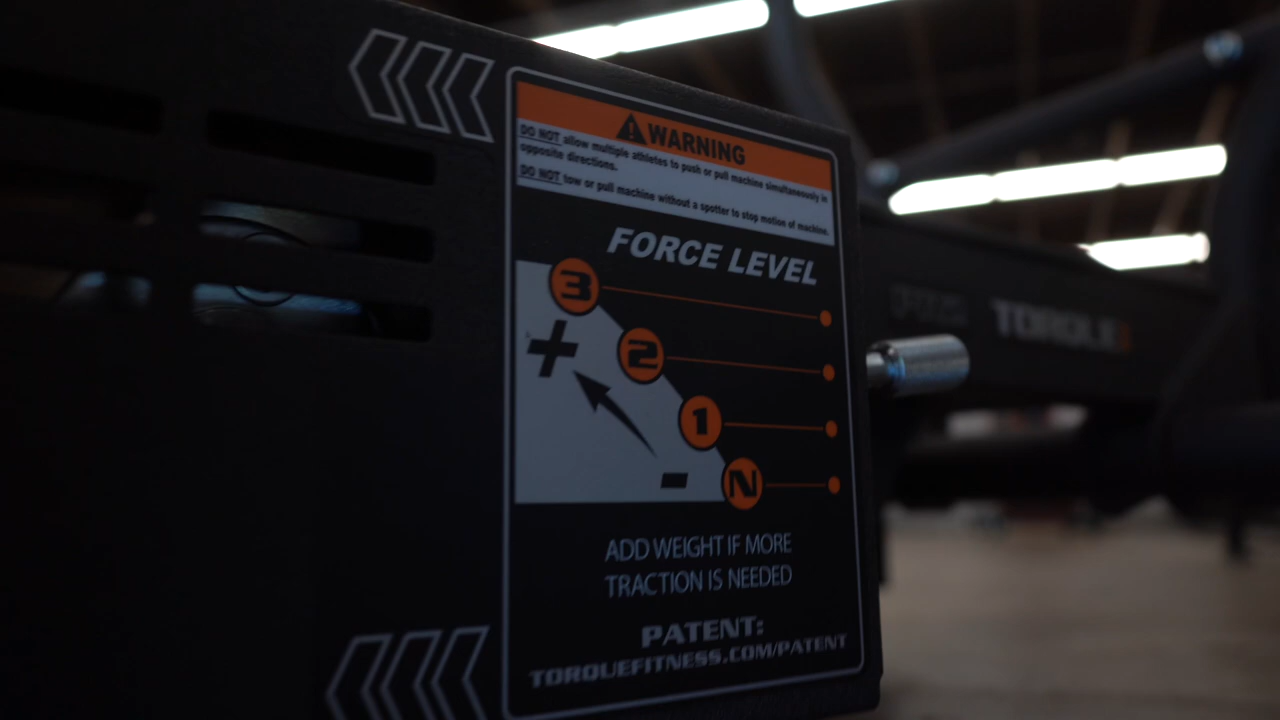 WARNING
DO NOT allow multiple athletes to push or pull machine simultaneously in
opposite directions.
DO NOT tow or pull machine without a spotter to stop motion of machine.
FORCE LEVEL
3
+
2
1
-
N
ADD WEIGHT IF MORE
TRACTION IS NEEDED
PATENT:
TORQUEFITNESS.COM/PATENT
TORQUE